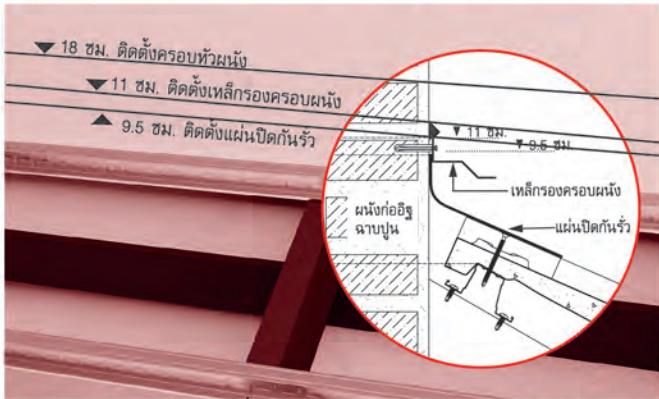 18 ซม. ติดตั้งครอบหัวผนัง
11 ซม. ติดตั้งเหล็กรองครอบผนัง
9.5 ซม. ติดตั้งแผ่นปิดกันรั่ว
11 ซม.
9.5 ซม
เหล็กรองครอบผนัง
แผ่นปิดกันรั่ว
ผนังก่ออิฐ
ฉาบปูน